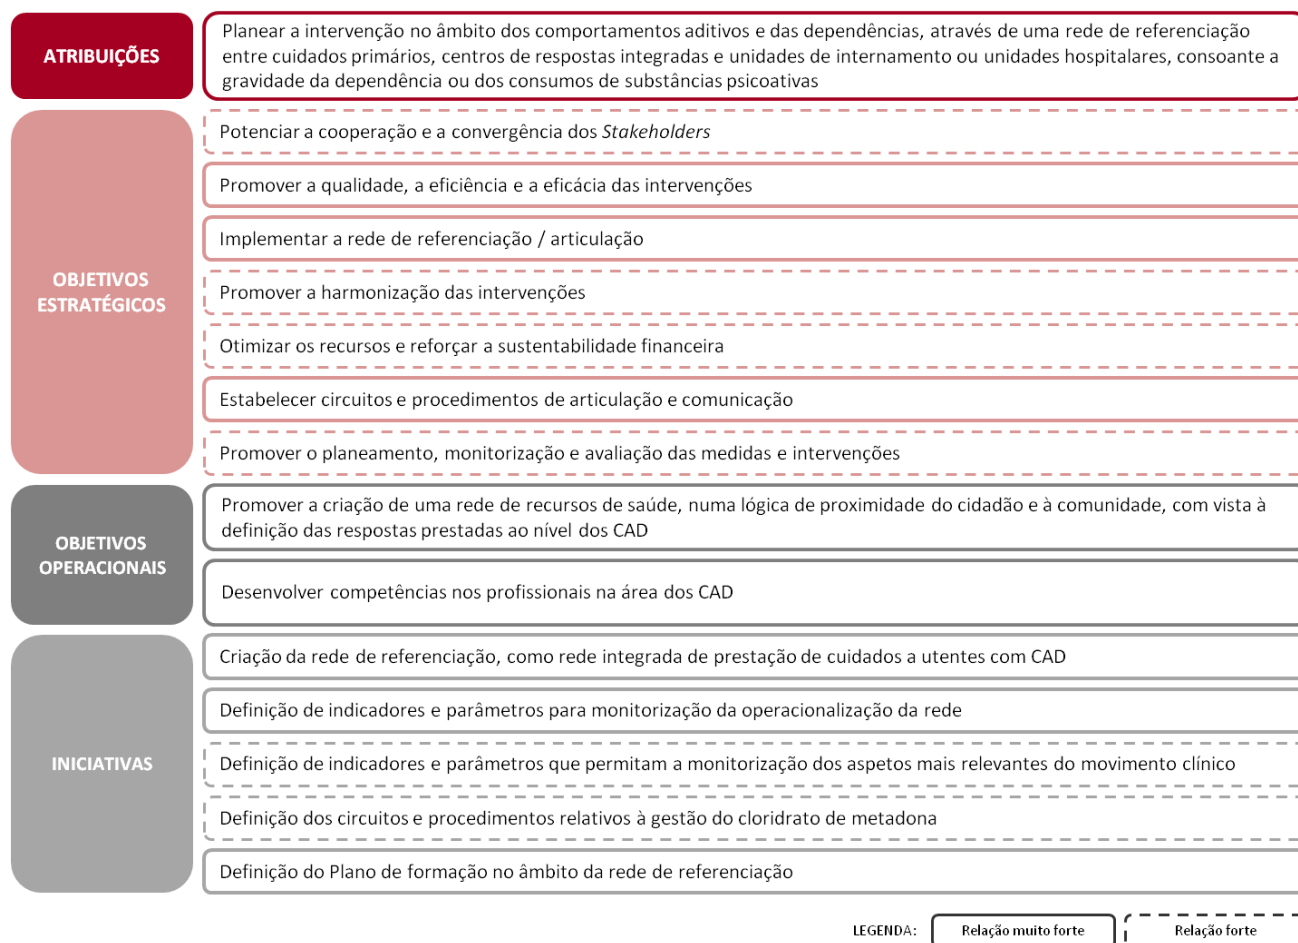 ATRIBUIÇÕES
Planear a intervenção no âmbito dos comportamentos aditivos e das dependências, através de uma rede de referenciação
entre cuidados primários, centros de respostas integradas e unidades de internamento ou unidades hospitalares, consoante a
gravidade da dependência ou dos consumos de substâncias psicoativas
OBJETIVOS
ESTRATÉGICOS
Potenciar a cooperação e a convergência dos Stakeholders
Promover a qualidade, a eficiência e a eficácia das intervenções
Implementar a rede de referenciação / articulação
Promover a harmonização das intervenções
Otimizar os recursos e reforçar a sustentabilidade financeira
Estabelecer circuitos e procedimentos de articulação e comunicação
Promover o planeamento, monitorização e avaliação das medidas e intervenções
OBJETIVOS
OPERACIONAIS
Promover a criação de uma rede de recursos de saúde, numa lógica de proximidade do cidadão e à comunidade, com vista à
definição das respostas prestadas ao nível dos CAD
Desenvolver competências nos profissionais na área dos CAD
INICIATIVAS
Criação da rede de referenciação, como rede integrada de prestação de cuidados a utentes com CAD
Definição de indicadores e parâmetros para monitorização da operacionalização da rede
Definição de indicadores e parâmetros que permitam a monitorização dos aspetos mais relevantes do movimento clínico
Definição dos circuitos e procedimentos relativos à gestão do cloridrato de metadona
Definição do Plano de formação no âmbito da rede de referenciação
LEGENDA: Relação muito forte Relação forte